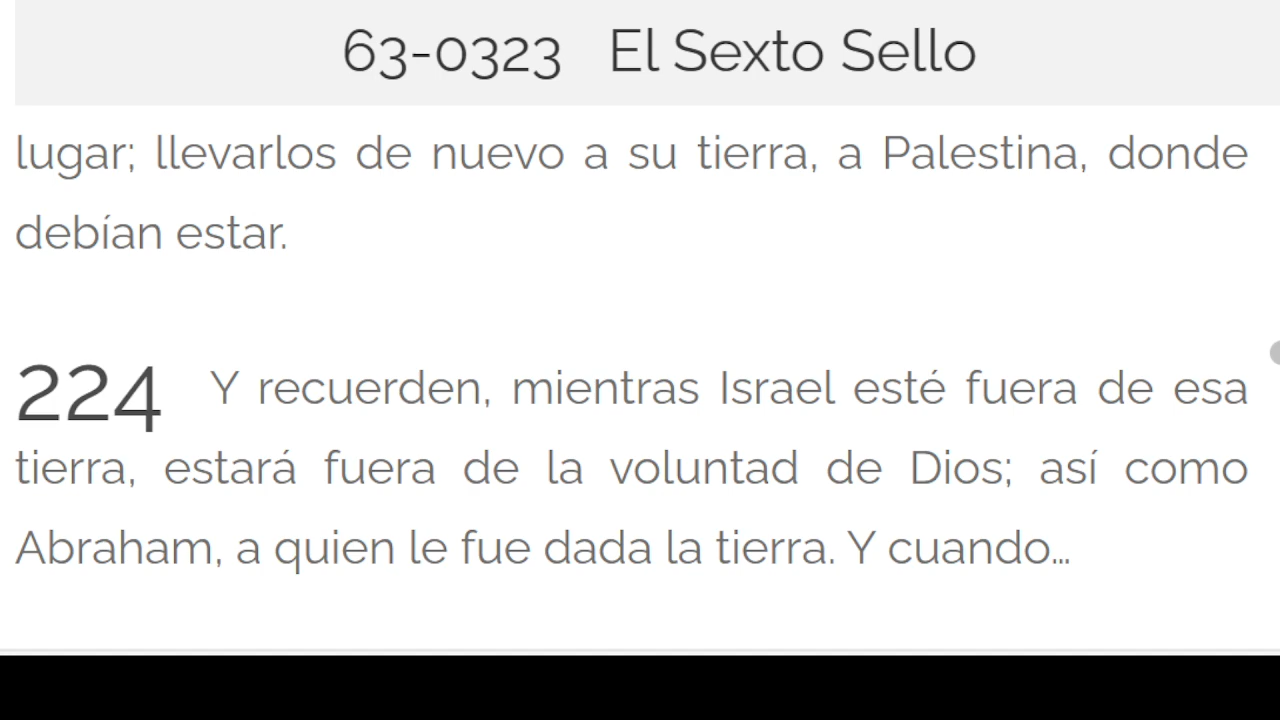 63-0323 El Sexto Sello
lugar; llevarlos de nuevo a su tierra, a Palestina, donde
debían estar.
224 Y recuerden, mientras Israel esté fuera de esa
tierra, estará fuera de la voluntad de Dios; así como
Abraham, a quien le fue dada la tierra. Y cuando...